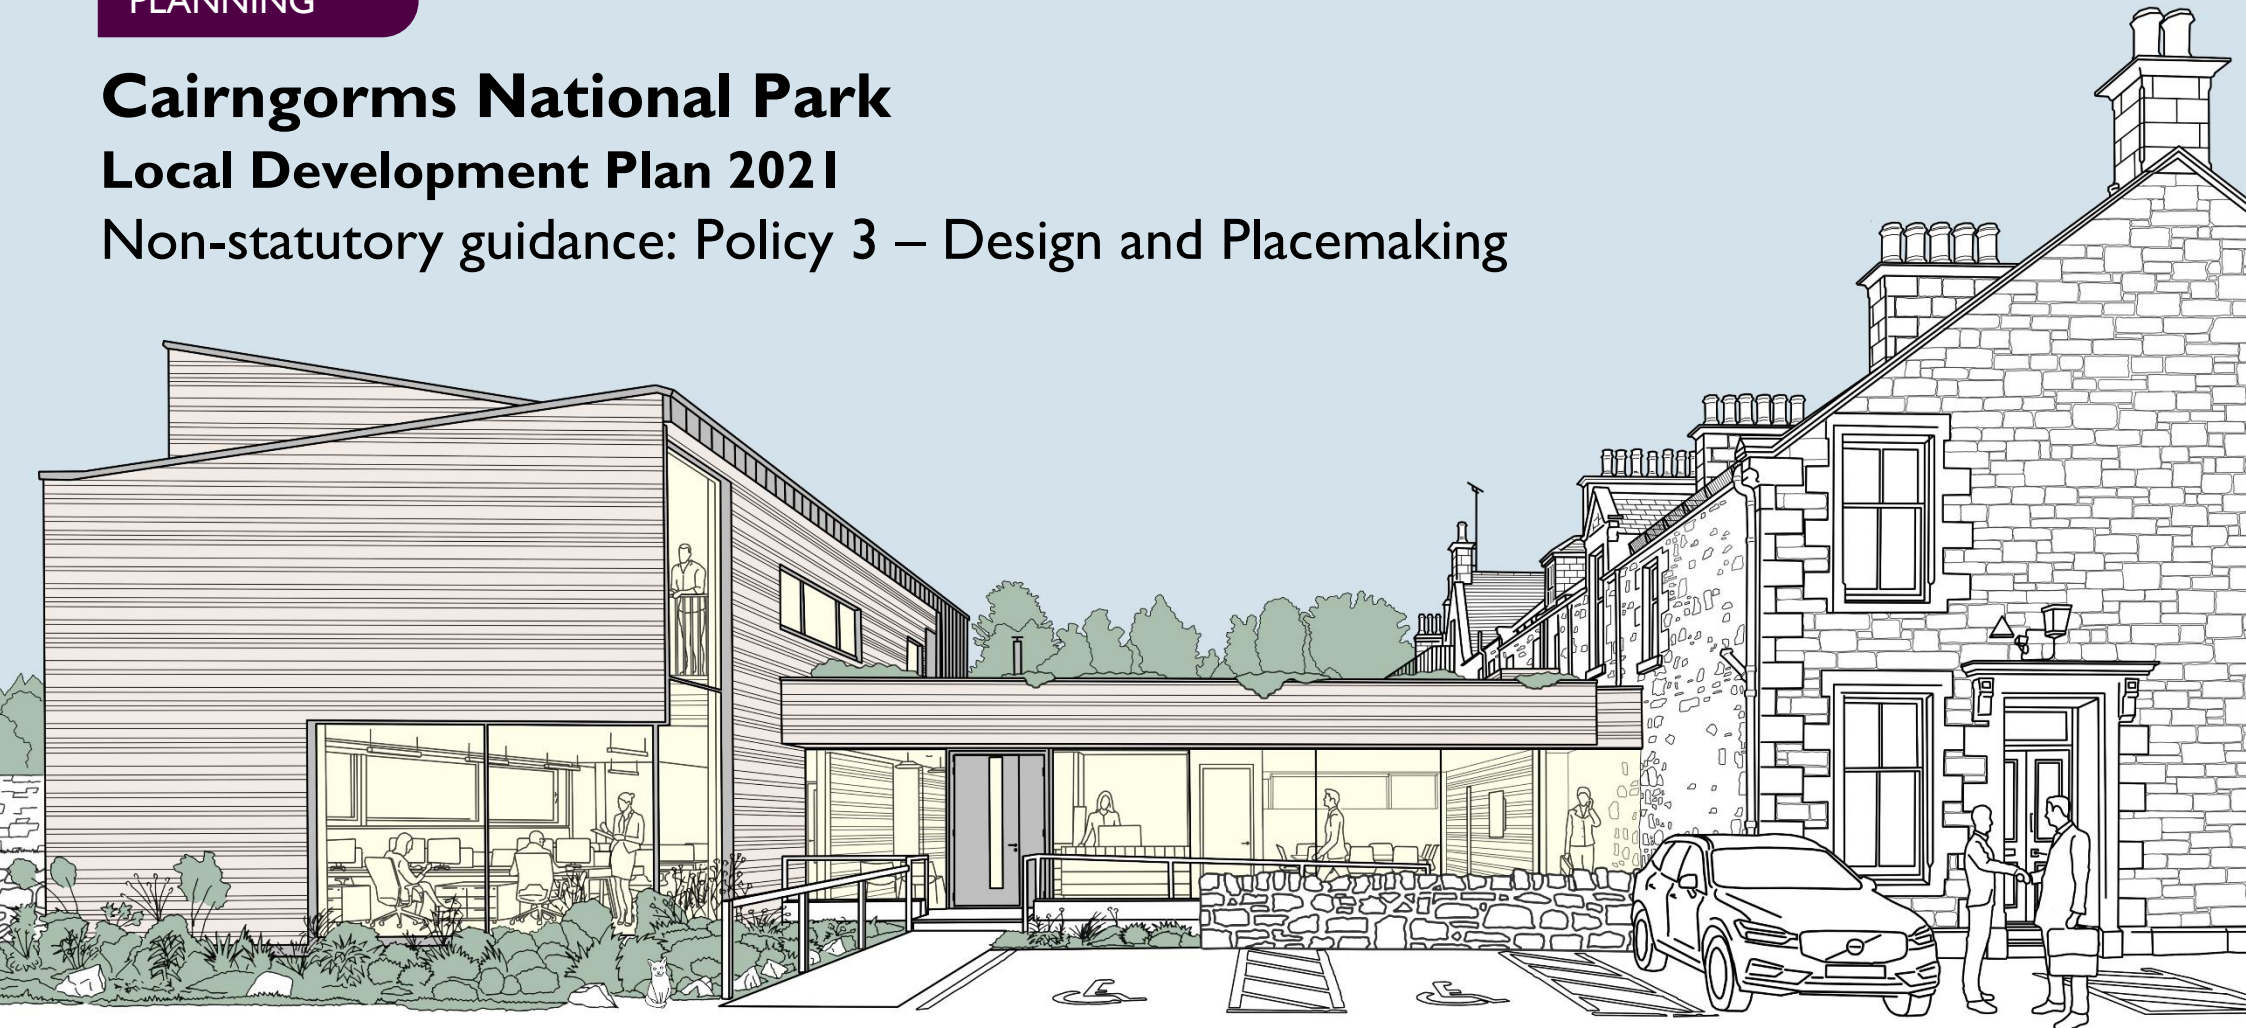 PLANNING
Cairngorms National Park
Local Development Plan 2021
Non-statutory guidance: Policy 3 – Design and Placemaking